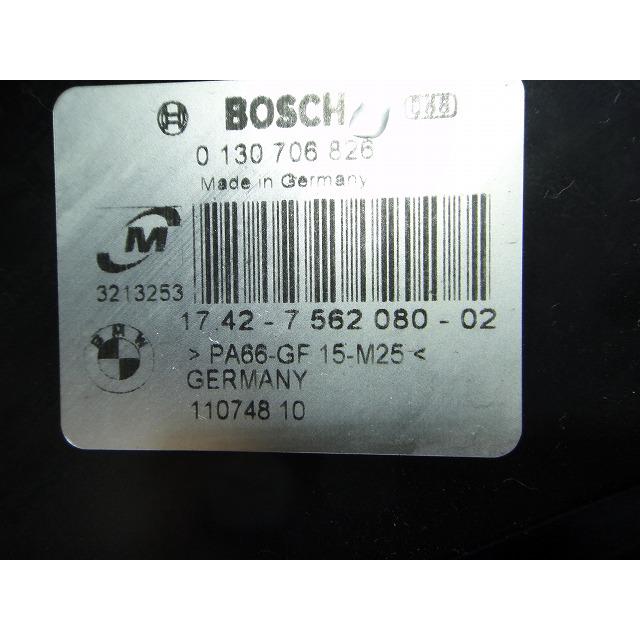 BOSCH
0 130 706 826
Made in Germany
M
3213253
17.42-7 562 080-02
BMW
>PA66-GF 15-M25<
GERMANY
110748 10